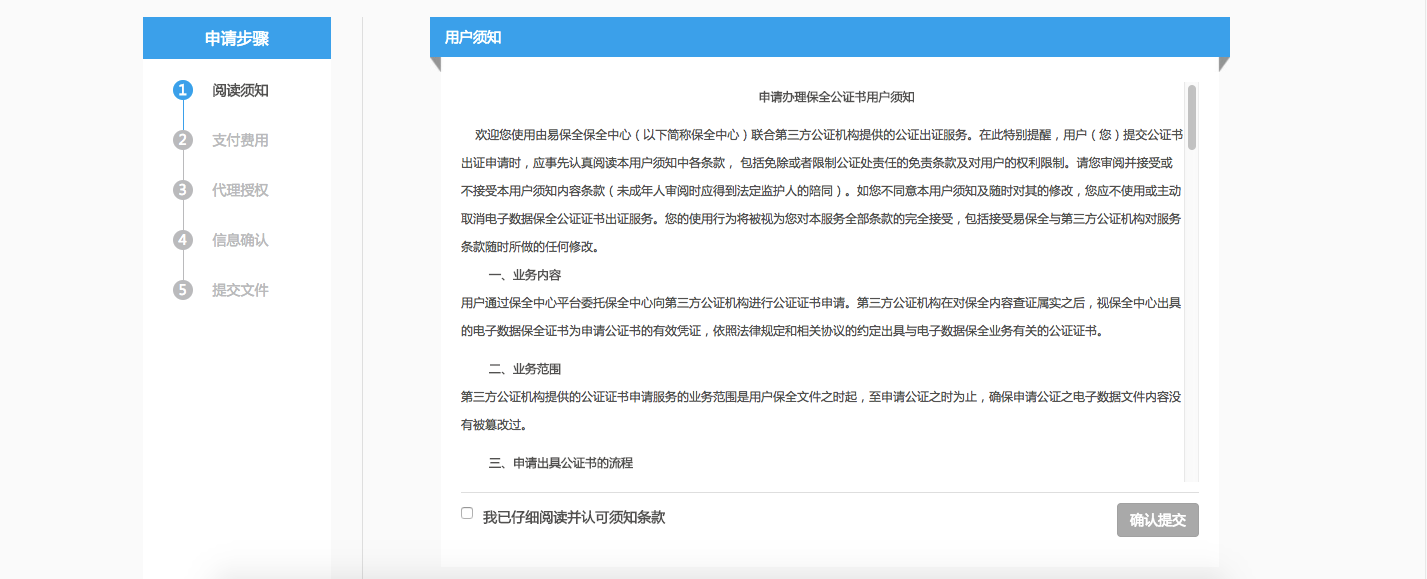 申请步骤
1 阅读须知
2 支付费用
3 代理授权
4 信息确认
5 提交文件
用户须知
申请办理保全公证书用户须知
欢迎您使用由易保全保全中心（以下简称保全中心）联合第三方公证机构提供的公证出证服务。在此特别提醒，用户（您）提交公证书
出证申请时，应事先认真阅读本用户须知中各条款， 包括免除或者限制公证处责任的免责条款及对用户的权利限制。请您审阅并接受或
不接受本用户须知内容条款（未成年人审阅时应得到法定监护人的陪同）。如您不同意本用户须知及随时对其的修改，您应不使用或主动
取消电子数据保全公证证书出证服务。您的使用行为将被视为您对本服务全部条款的完全接受，包括接受易保全与第三方公证机构对服务
条款随时所做的任何修改。
一、业务内容
用户通过保全中心平台委托保全中心向第三方公证机构进行公证证书申请。第三方公证机构在对保全内容查证属实之后，视保全中心出具
的电子数据保全证书为申请公证书的有效凭证，依照法律规定和相关协议的约定出具与电子数据保全业务有关的公证证书。
二、业务范围
第三方公证机构提供的公证证书申请服务的业务范围是用户保全文件之时起，至申请公证之时为止，确保申请公证之电子数据文件内容没
有被篡改过。
三、申请出具公证书的流程
我已仔细阅读并认可须知条款
确认提交